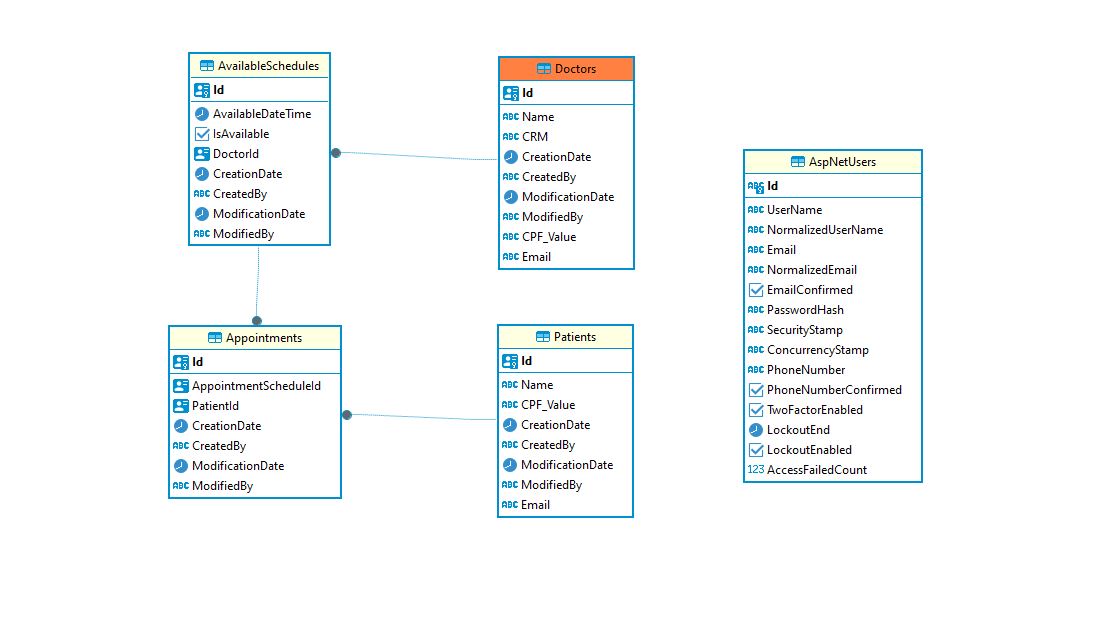 AvailableSchedules
Id
AvailableDateTime
IsAvailable
DoctorId
CreationDate
ABC CreatedBy
ModificationDate
ABC ModifiedBy
Doctors
Id
ABC Name
ABC CRM
CreationDate
ABC CreatedBy
ModificationDate
ABC ModifiedBy
ABC CPF_Value
ABC Email
Appointments
Id
AppointmentScheduleId
PatientId
CreationDate
ABC CreatedBy
ModificationDate
ABC ModifiedBy
Patients
Id
ABC Name
ABC CPF_Value
CreationDate
ABC CreatedBy
ModificationDate
ABC ModifiedBy
ABC Email
AspNetUsers
ABC Id
ABC UserName
ABC NormalizedUserName
ABC Email
ABC NormalizedEmail
EmailConfirmed
ABC PasswordHash
ABC SecurityStamp
ABC ConcurrencyStamp
ABC PhoneNumber
PhoneNumberConfirmed
TwoFactorEnabled
LockoutEnd
LockoutEnabled
123 AccessFailedCount